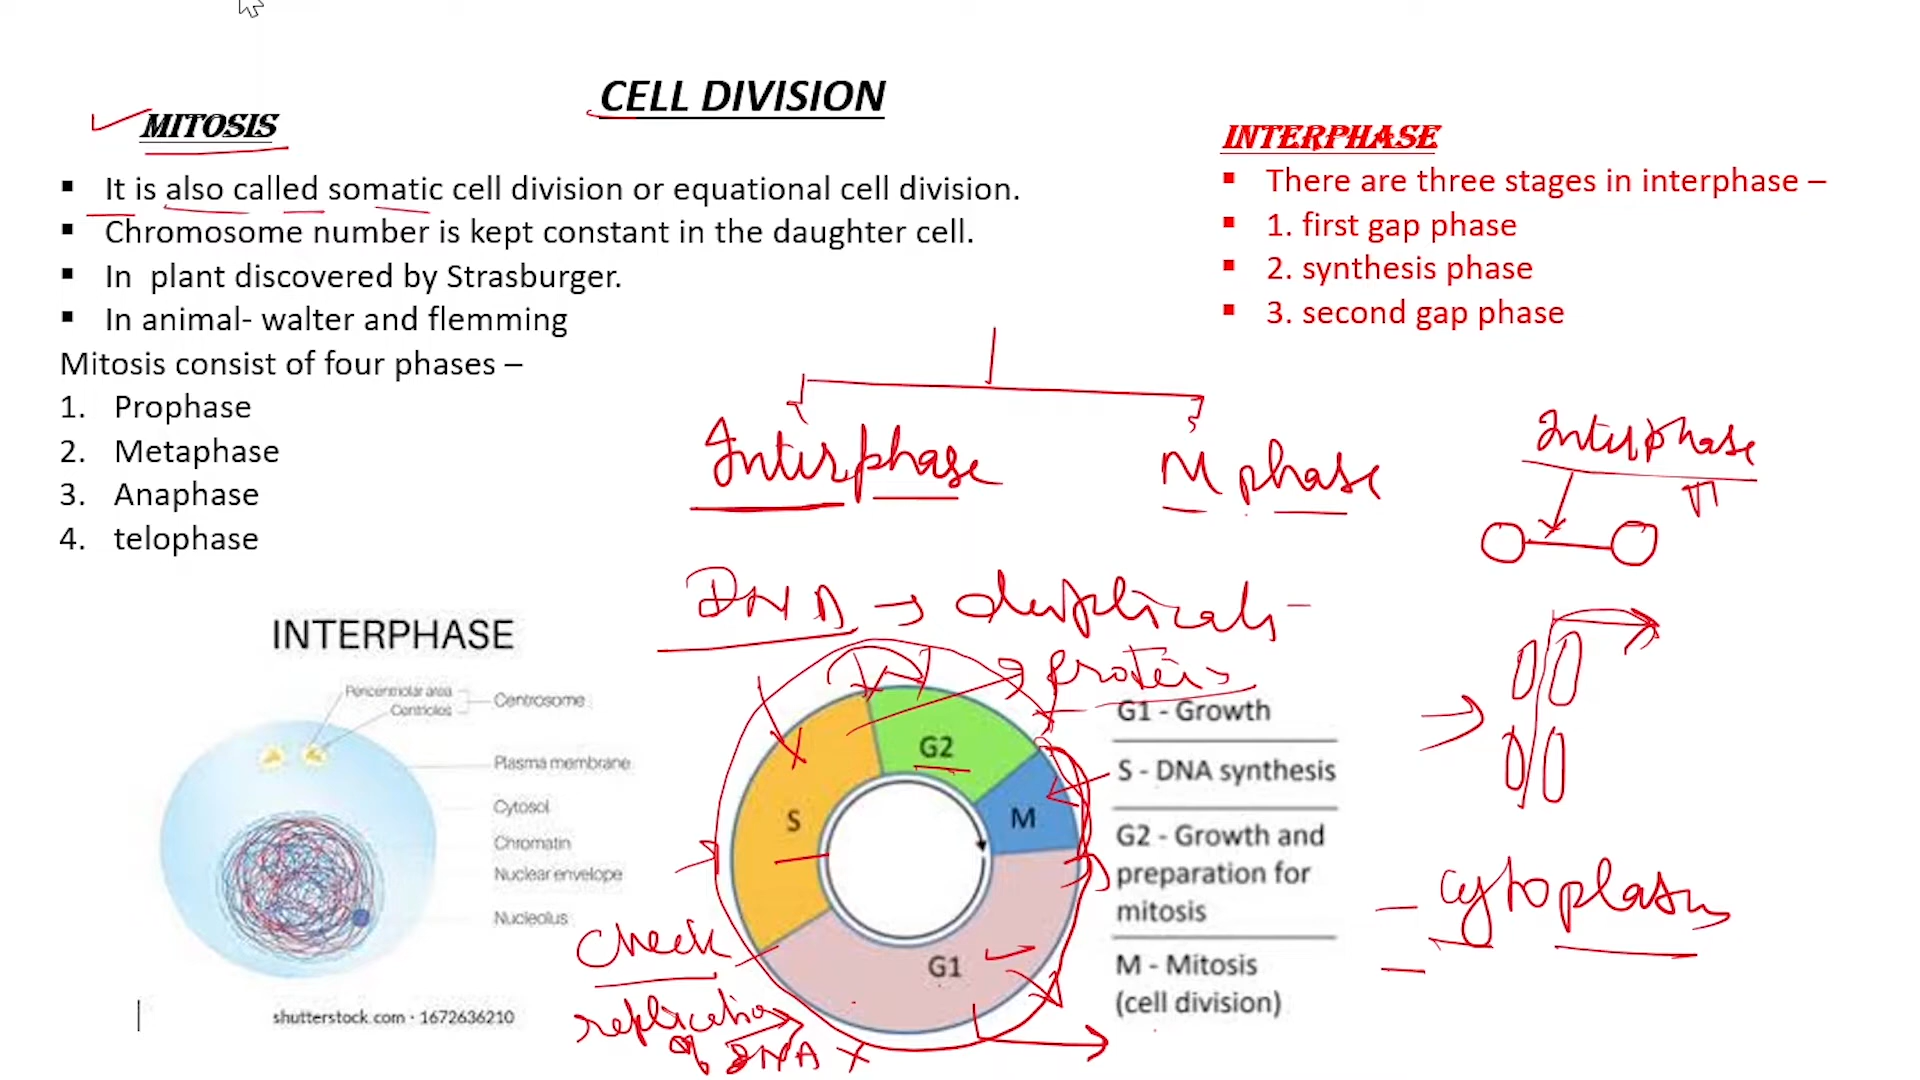 CELL DIVISION
MITOSIS
▪ It is also called somatic cell division or equational cell division.
▪ Chromosome number is kept constant in the daughter cell.
▪ In plant discovered by Strasburger.
▪ In animal- walter and flemming
Mitosis consist of four phases –
1. Prophase
2. Metaphase
3. Anaphase
4. telophase
INTERPHASE
▪ There are three stages in interphase –
▪ 1. first gap phase
▪ 2. synthesis phase
▪ 3. second gap phase
Interphase
M phase
Interphase
DNA → duplicati-
protein
INTERPHASE
Pericentriolar area
Centrioles
Centrosome
Plasma membrane
Cytosol
Chromatin
Nuclear envelope
Nucleolus
shutterstock.com · 1672636210
G2
S
M
G1
Check
replication
of DNA
G1 - Growth
S - DNA synthesis
G2 - Growth and
preparation for
mitosis
M - Mitosis
(cell division)
cytoplasm